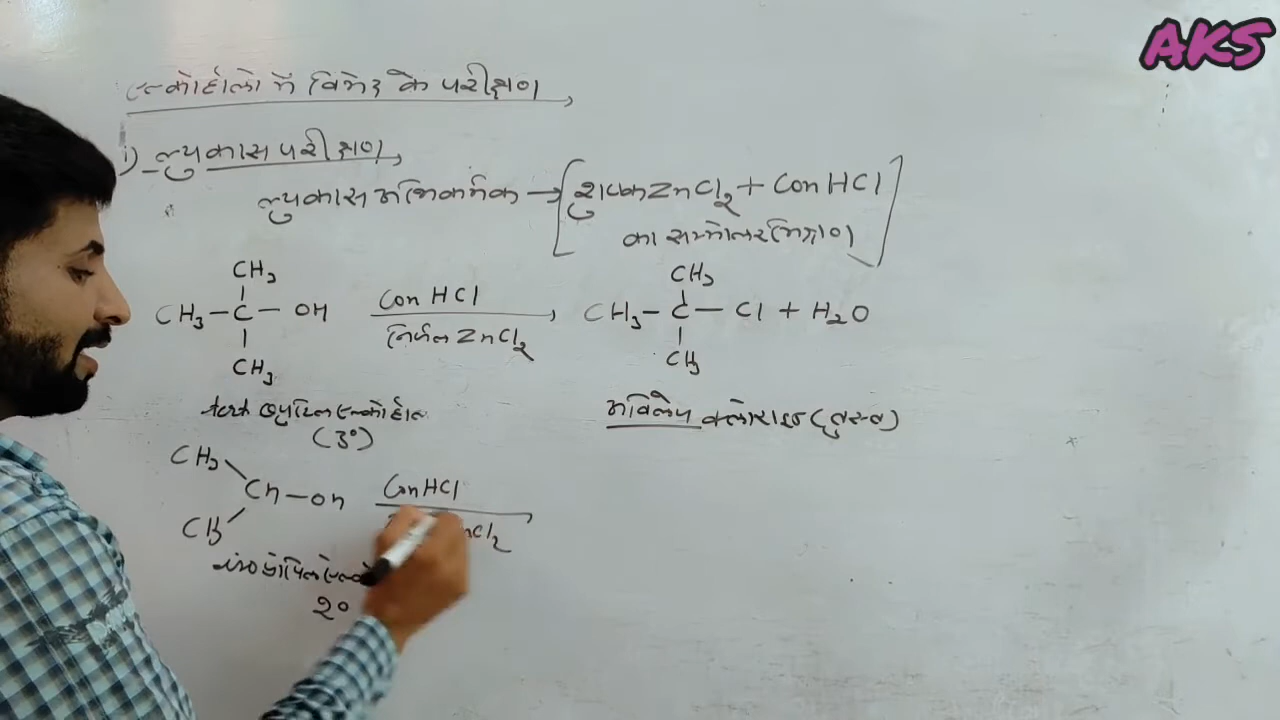 AKS
एल्कोहॉलो में विभेद के परीक्षण
i) ल्युकास परीक्षण
ल्युकास अभिकर्मक → [शुष्क ZnCl2 + Con HCl
का सममोलर मिश्रण]
CH3 CH3
CH3 — C — OH Con HCl CH3 — C — Cl + H2O
निर्जल ZnCl2
CH3 CH3
tert ब्युटिल एल्कोहॉल अविलेय क्लोराइड (तुरन्त)
(3°)
CH3
CH — OH Con HCl
CH3 nCl2
iso प्रोपिल एल्को
2°